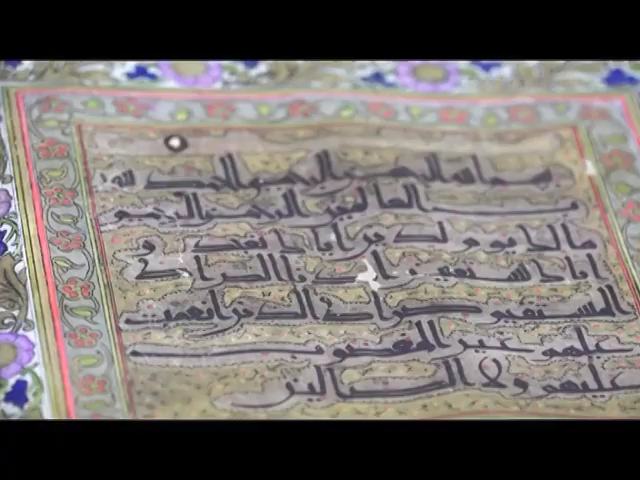 بسم الله الرحمن الرحيم الحمد لله
رب العالمين الرحمن الرحيم
مالك يوم الدين اياك نعبد و
اياك نستعين اهدنا الصراط
المستقيم صراط الذين انعمت
عليهم غير المغضوب
عليهم ولا الضالين